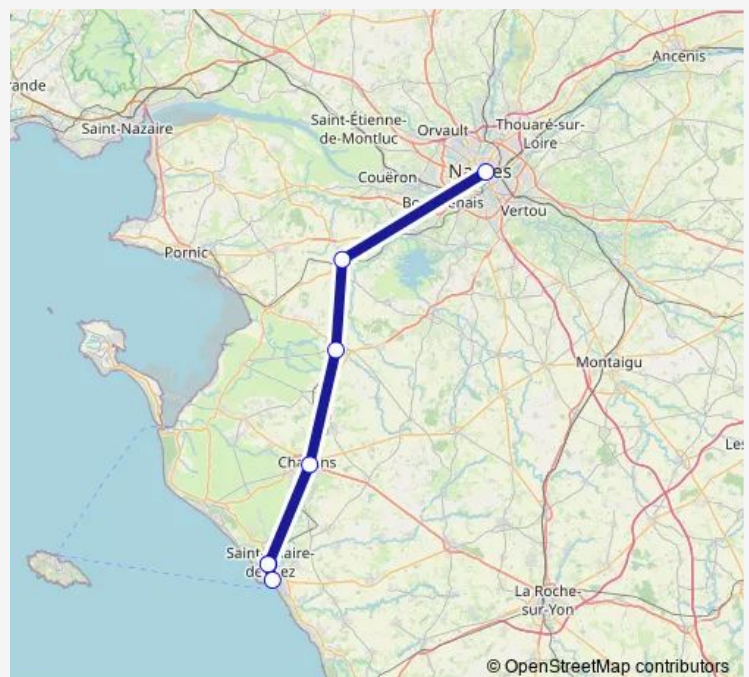 Ancenis
rande
Saint-Étienne-
de-Montluc
Orvault
Thouaré-sur-
Loire
Saint-Nazaire
Couëron
Vertou
Pornic
Montaigu
Les
La Roche-
sur-Yon
© OpenStreetMap contributors